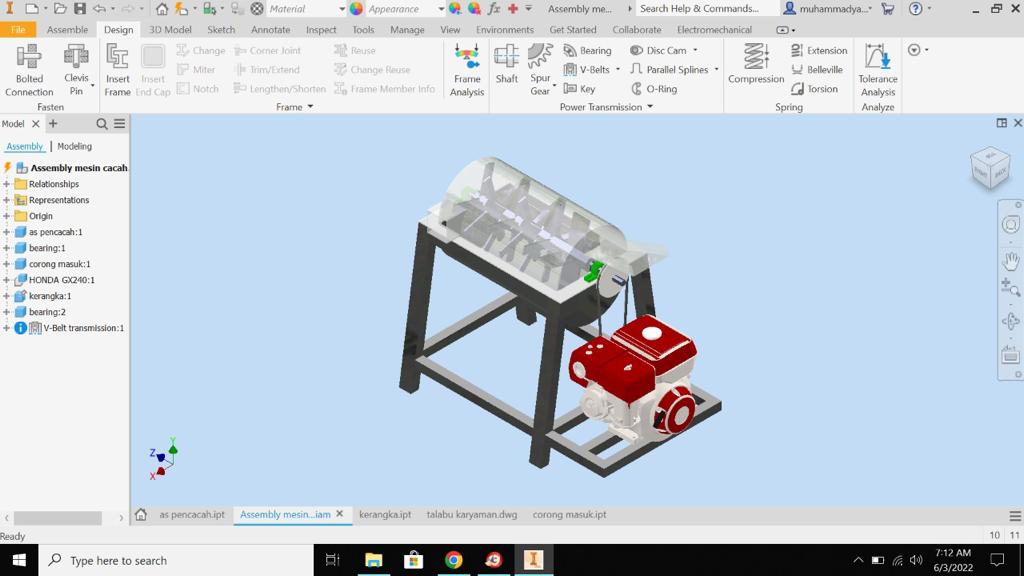 Material
Appearance
Assembly me...
Search Help & Commands...
muhammadya...
File Assemble Design 3D Model Sketch Annotate Inspect Tools Manage View Environments Get Started Collaborate Electromechanical
Bolted Connection
Clevis Pin
Insert Frame
Insert End Cap
Change
Miter
Notch
Corner Joint
Trim/Extend
Lengthen/Shorten
Reuse
Change Reuse
Frame Member Info
Frame Analysis
Shaft
Spur Gear
Bearing
V-Belts
Key
Disc Cam
Parallel Splines
O-Ring
Compression
Extension
Belleville
Torsion
Tolerance Analysis
Fasten
Frame
Power Transmission
Spring
Analyze
Model
Assembly | Modeling
Assembly mesin cacah
Relationships
Representations
Origin
as pencacah:1
bearing:1
corong masuk:1
HONDA GX240:1
kerangka:1
bearing:2
V-Belt transmission:1
Y
Z
X
as pencacah.ipt
Assembly mesin...iam
kerangka.ipt
talabu karyaman.dwg
corong masuk.ipt
Ready
10 11
Type here to search
7:12 AM
6/3/2022